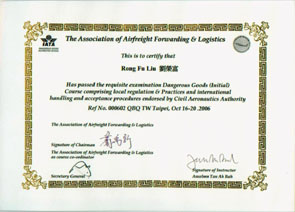 IATA
The Association of Airfreight Forwarding & Logistics
This is to certify that
Rong Fu Liu 劉榮富
Has passed the requisite examination Dangerous Goods (Initial)
Course comprising local regulation & Practices and international
handling and acceptance procedures endorsed by Civil Aeronautics Authority
Ref No. 000602 QBQ TW Taipei, Oct 16-20 .2006
The Association of Airfreight Forwarding & Logistics
Signature of Chairman
The Association of Airfreight Forwarding & Logistics
as course co-ordinator
Secretary General
Signature of Instructor
Anselem Tan Ah Bah